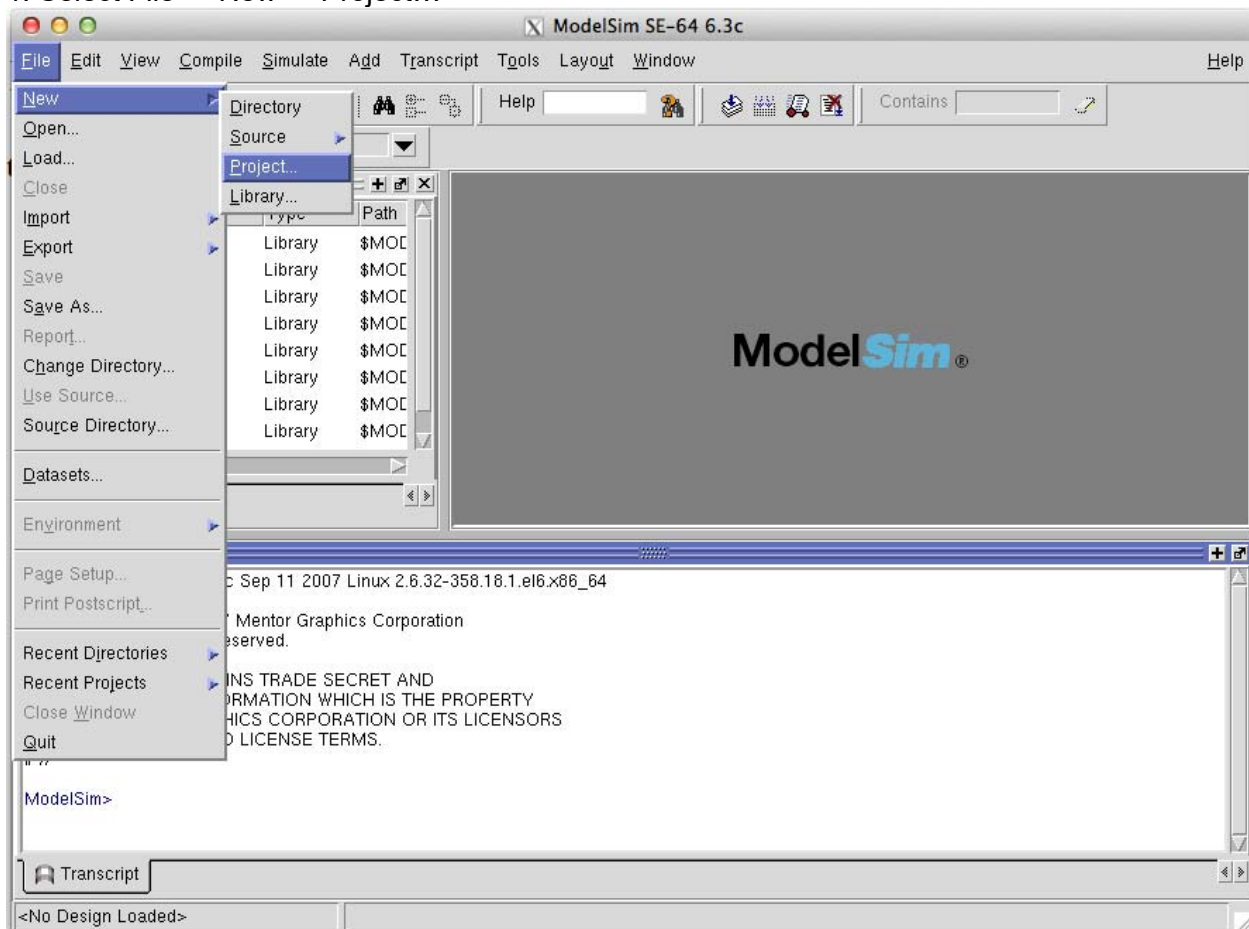 ModelSim SE-64 6.3c
File Edit View Compile Simulate Add Transcript Tools Layout Window Help
New
Open...
Load...
Close
Import
Export
Save
Save As...
Report...
Change Directory...
Use Source...
Source Directory...
Datasets...
Environment
Page Setup...
Print Postscript...
Recent Directories
Recent Projects
Close Window
Quit
Directory
Source
Project...
Library...
Help
Contains
Path
Library $MOD
Library $MOD
Library $MOD
Library $MOD
Library $MOD
Library $MOD
Library $MOD
Library $MOD
ModelSim ®
Sep 11 2007 Linux 2.6.32-358.18.1.el6.x86_64
Mentor Graphics Corporation
eserved.
INS TRADE SECRET AND
ORMATION WHICH IS THE PROPERTY
HICS CORPORATION OR ITS LICENSORS
LICENSE TERMS.
ModelSim>
Transcript
<No Design Loaded>